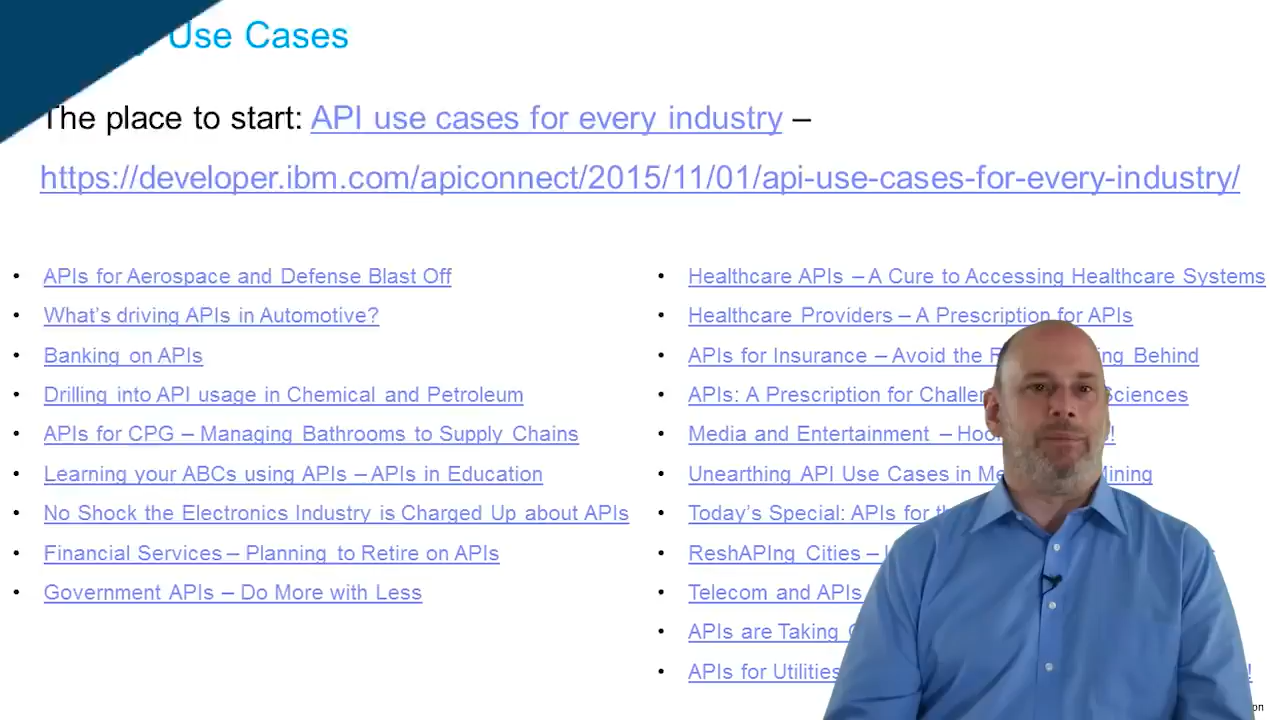 Use Cases
The place to start: API use cases for every industry –
https://developer.ibm.com/apiconnect/2015/11/01/api-use-cases-for-every-industry/
• APIs for Aerospace and Defense Blast Off
• What's driving APIs in Automotive?
• Banking on APIs
• Drilling into API usage in Chemical and Petroleum
• APIs for CPG – Managing Bathrooms to Supply Chains
• Learning your ABCs using APIs – APIs in Education
• No Shock the Electronics Industry is Charged Up about APIs
• Financial Services – Planning to Retire on APIs
• Government APIs – Do More with Less
• Healthcare APIs – A Cure to Accessing Healthcare Systems
• Healthcare Providers – A Prescription for APIs
• APIs for Insurance – Avoid the Behind
• APIs: A Prescription for Sciences
• Media and Entertainment –
• Unearthing API Use Cases in Mining
• Today's Special: APIs for
• ReshAPIng Cities –
• Telecom and APIs
• APIs are Taking
• APIs for Utilities